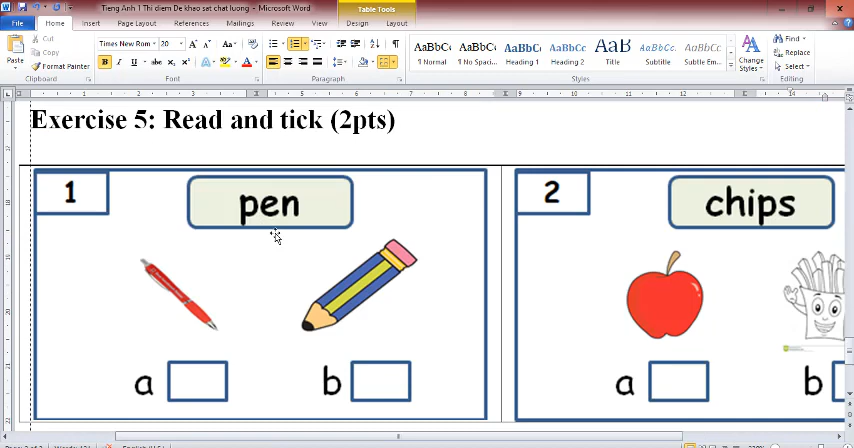 Tieng Anh 1 Thi diem De khao sat chat luong - Microsoft Word
Table Tools
File Home Insert Page Layout References Mailings Review View Design Layout
Cut
Copy
Format Painter
Paste
Clipboard
Times New Rom 20
Font
Paragraph
AaBbCc AaBbCc AaBbC AaBbCc AaB AaBbCc AaBbCc
¶ Normal ¶ No Spaci... Heading 1 Heading 2 Title Subtitle Subtle Em...
Styles
Change Styles
Find
Replace
Select
Editing
Exercise 5: Read and tick (2pts)
1
pen
a
b
2
chips
a
b